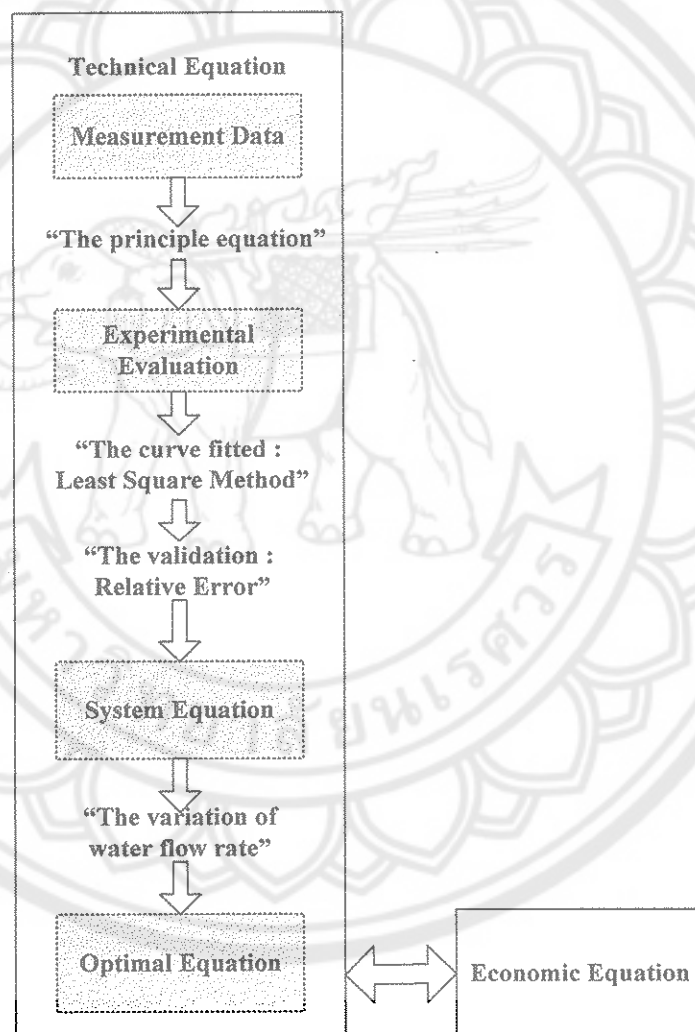 Technical Equation
Measurement Data
“The principle equation”
Experimental
Evaluation
“The curve fitted :
Least Square Method”
“The validation :
Relative Error”
System Equation
“The variation of
water flow rate”
Optimal Equation
Economic Equation